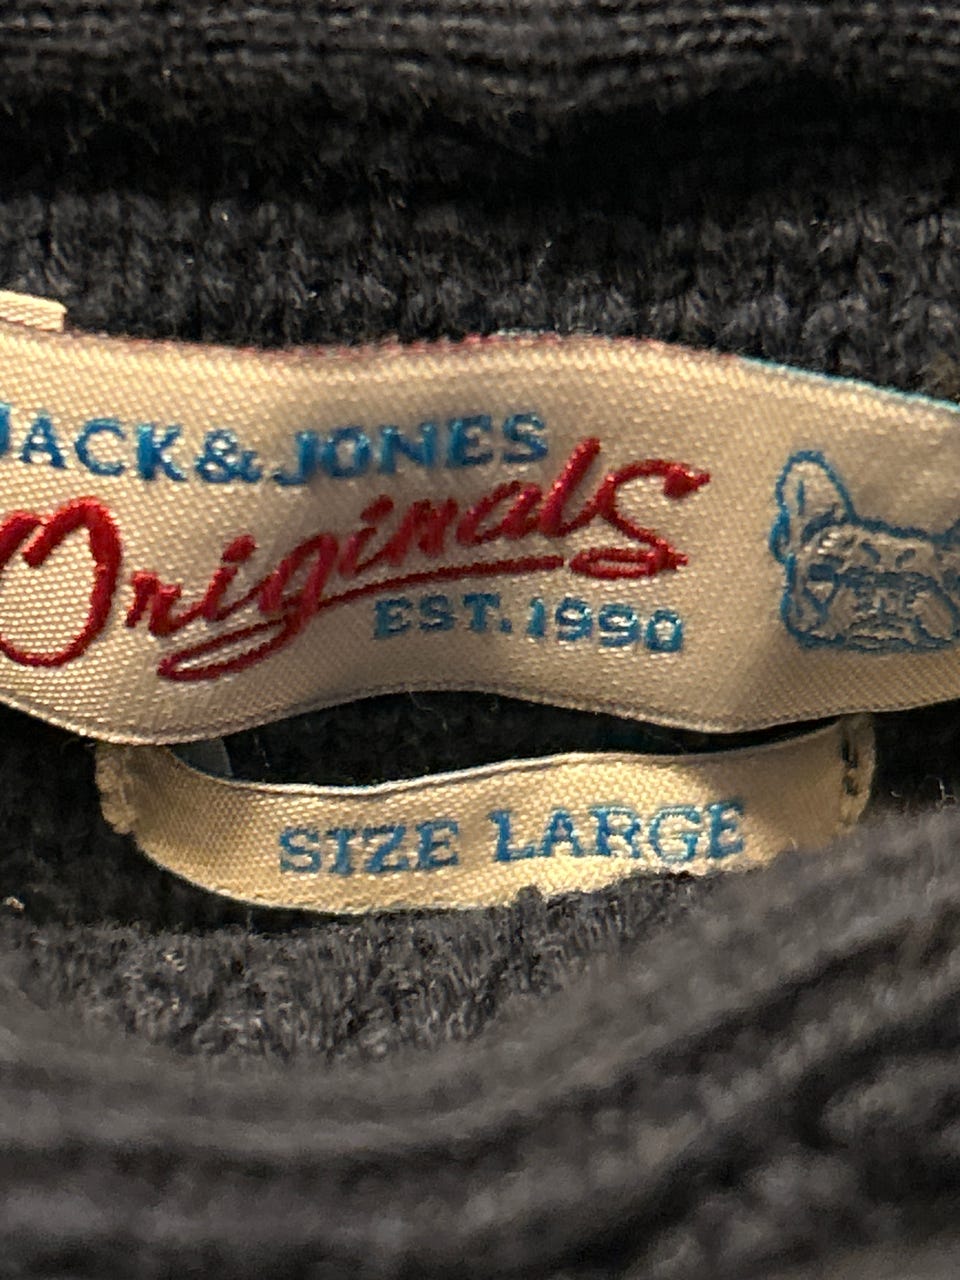 JACK&JONES
Originals
EST.1990
SIZE LARGE